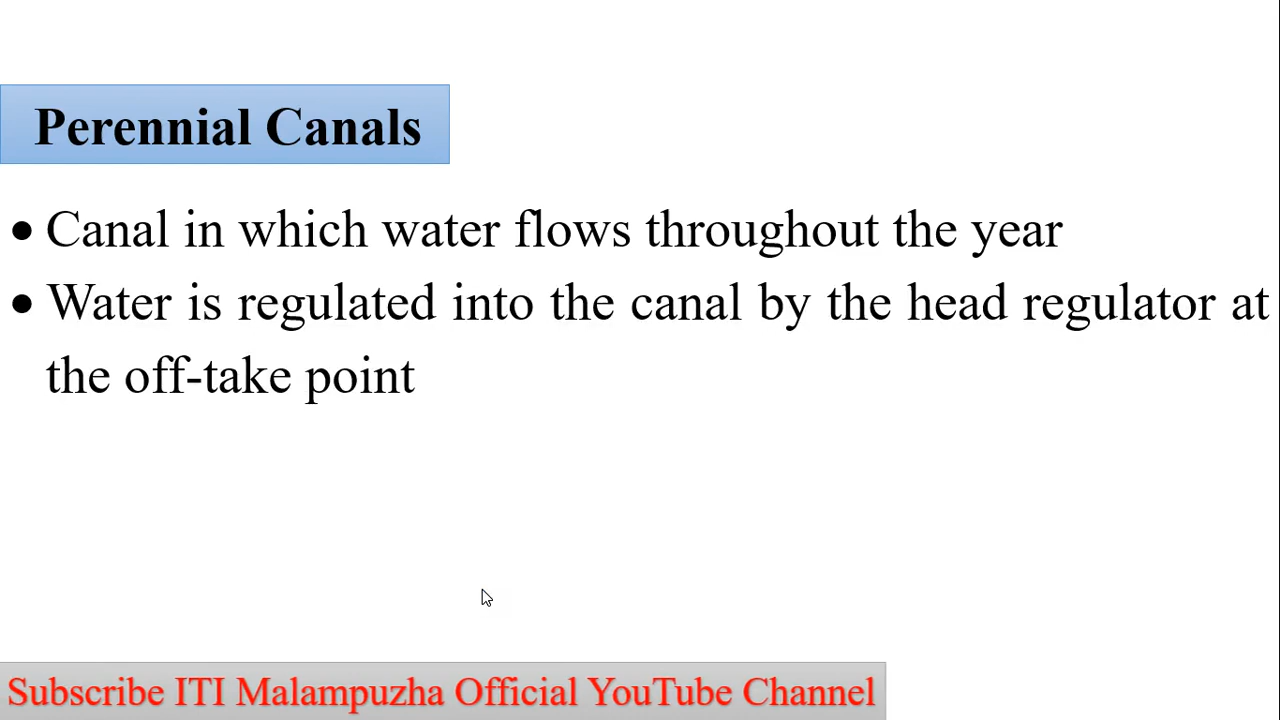 Perennial Canals
• Canal in which water flows throughout the year
• Water is regulated into the canal by the head regulator at
the off-take point
Subscribe ITI Malampuzha Official YouTube Channel